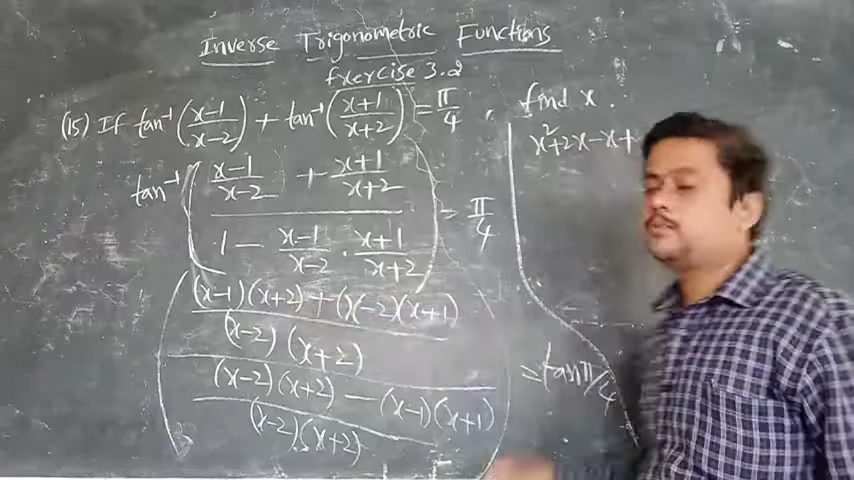 Inverse Trigonometric Functions
Exercise 3.2
(15) If tan⁻¹(x-1/x-2) + tan⁻¹(x+1/x+2) = π/4, find x.
tan⁻¹( x-1/x-2 + x+1/x+2
1 - x-1/x-2 · x+1/x+2 ) = π/4
( (x-1)(x+2) + (x-2)(x+1)
(x-2)(x+2)
(x-2)(x+2) - (x-1)(x+1)
(x-2)(x+2) ) = tan π/4
x²+2x-x+